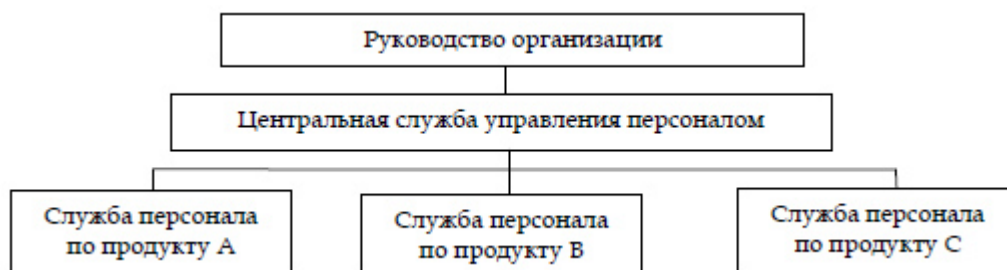 Руководство организации
Центральная служба управления персоналом
Служба персонала
по продукту А
Служба персонала
по продукту В
Служба персонала
по продукту С